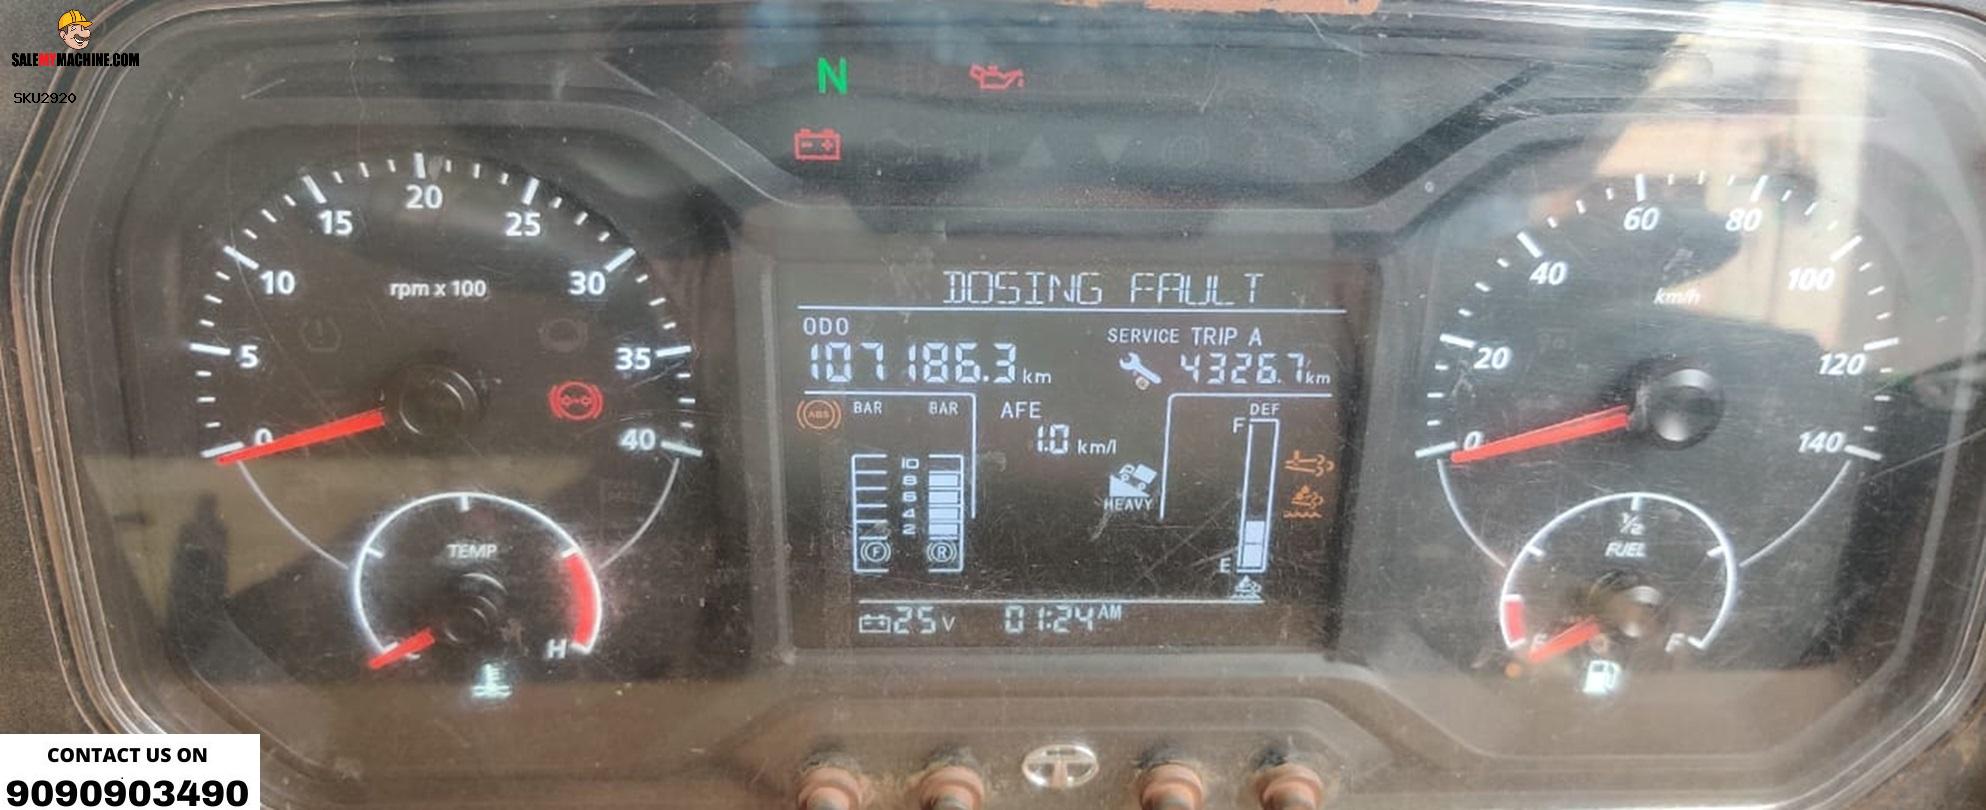 SALEMYMACHINE.COM
SKU2920
N
rpm x 100
0
5
10
15
20
25
30
35
40
TEMP
H
DOSING FAULT
ODO
107186.3 km
SERVICE TRIP A
4326.7 km
ABS
BAR
BAR
10
8
6
4
2
F
R
AFE
1.0 km/l
HEAVY
DEF
F
E
25 V
01:24 AM
km/h
0
20
40
60
80
100
120
140
1/2
FUEL
E
F
CONTACT US ON
9090903490